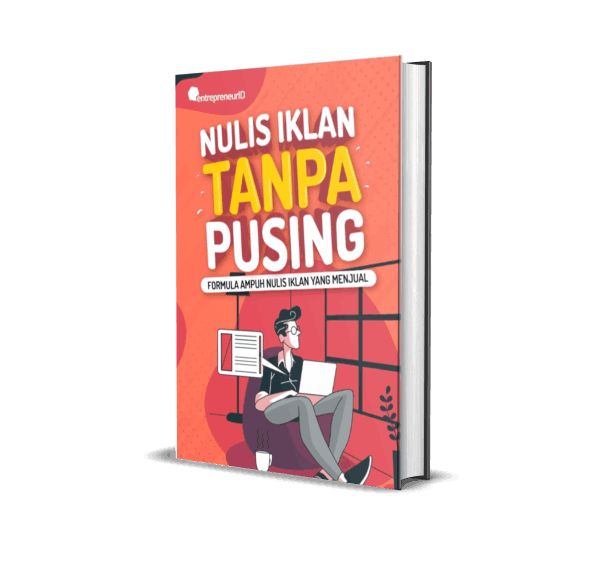 entrepreneurID
NULIS IKLAN
TANPA
PUSING
FORMULA AMPUH NULIS IKLAN YANG MENJUAL